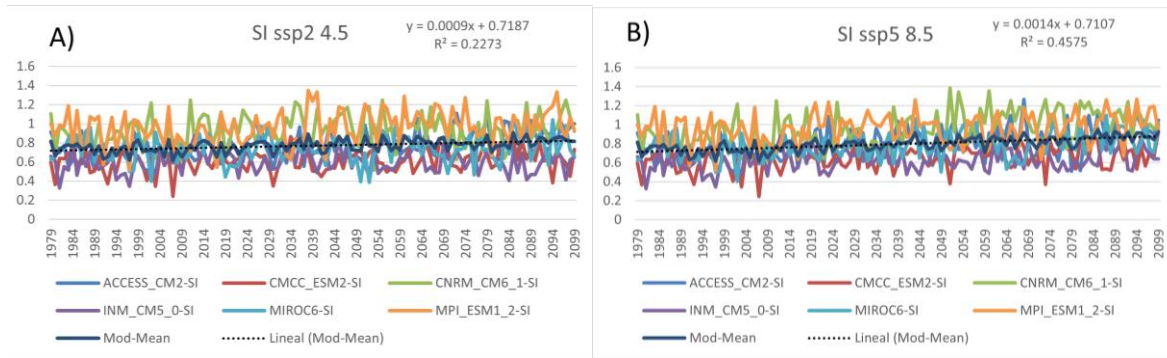 A)
SI ssp2 4.5
y = 0.0009x + 0.7187
R² = 0.2273
1.6
1.4
1.2
1
0.8
0.6
0.4
0.2
0
1979 1984 1989 1994 1999 2004 2009 2014 2019 2024 2029 2034 2039 2044 2049 2054 2059 2064 2069 2074 2079 2084 2089 2094 2099
ACCESS_CM2-SI CMCC_ESM2-SI CNRM_CM6_1-SI
INM_CM5_0-SI MIROC6-SI MPI_ESM1_2-SI
Mod-Mean Lineal (Mod-Mean)
B)
SI ssp5 8.5
y = 0.0014x + 0.7107
R² = 0.4575
1.6
1.4
1.2
1
0.8
0.6
0.4
0.2
0
1979 1984 1989 1994 1999 2004 2009 2014 2019 2024 2029 2034 2039 2044 2049 2054 2059 2064 2069 2074 2079 2084 2089 2094 2099
ACCESS_CM2-SI CMCC_ESM2-SI CNRM_CM6_1-SI
INM_CM5_0-SI MIROC6-SI MPI_ESM1_2-SI
Mod-Mean Lineal (Mod-Mean)